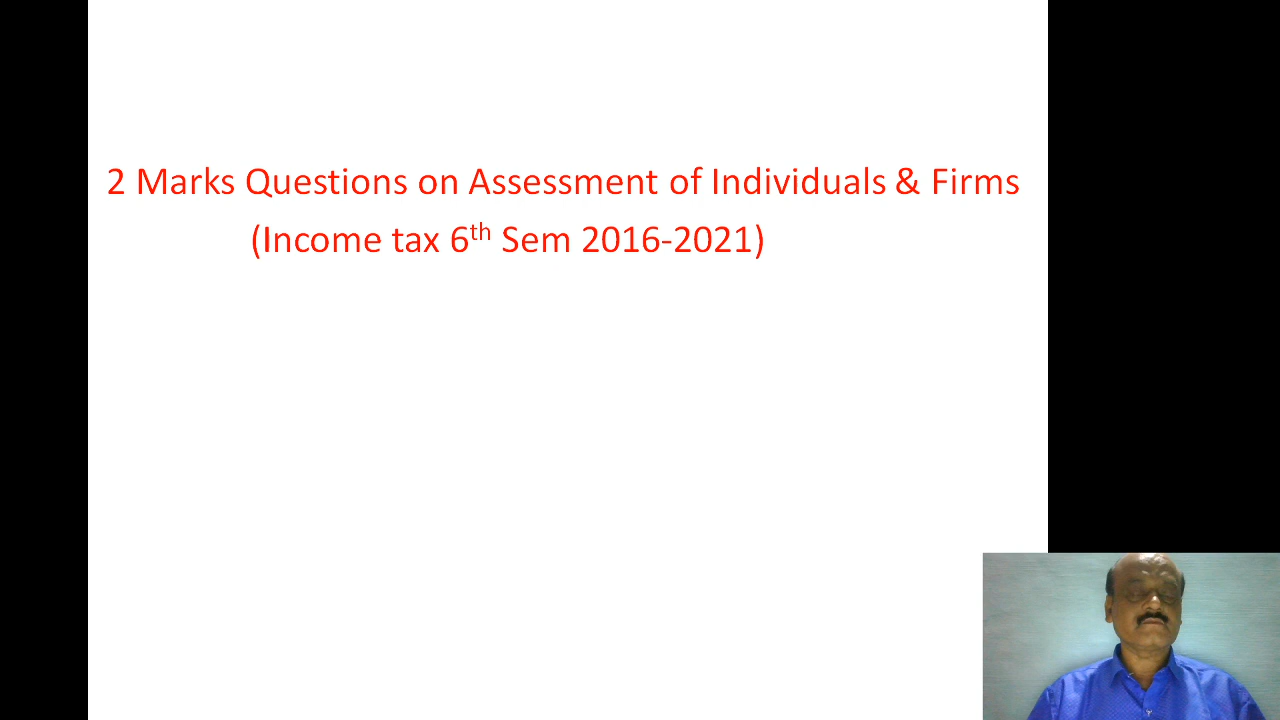 2 Marks Questions on Assessment of Individuals & Firms
(Income tax 6th Sem 2016-2021)